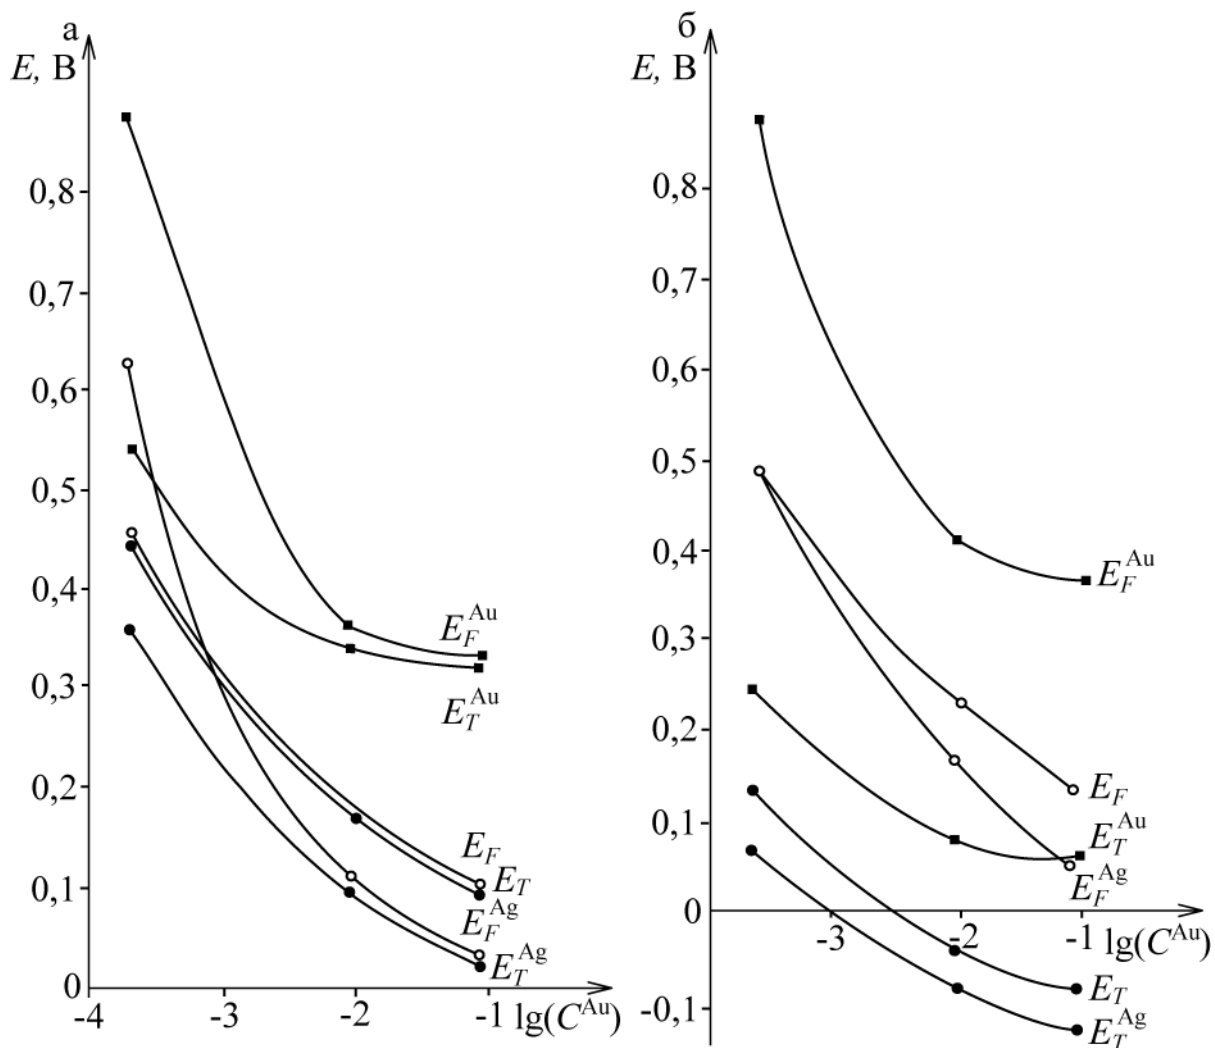 а
E, В
0,8
0,7
0,6
0,5
0,4
0,3
0,2
0,1
0
-4
-3
-2
-1
lg(C^Au)
E_F^Au
E_T^Au
E_F
E_T
E_F^Ag
E_T^Ag
б
E, В
0,8
0,7
0,6
0,5
0,4
0,3
0,2
0,1
0
-0,1
-3
-2
-1
lg(C^Au)
E_F^Au
E_F
E_T^Au
E_F^Ag
E_T
E_T^Ag